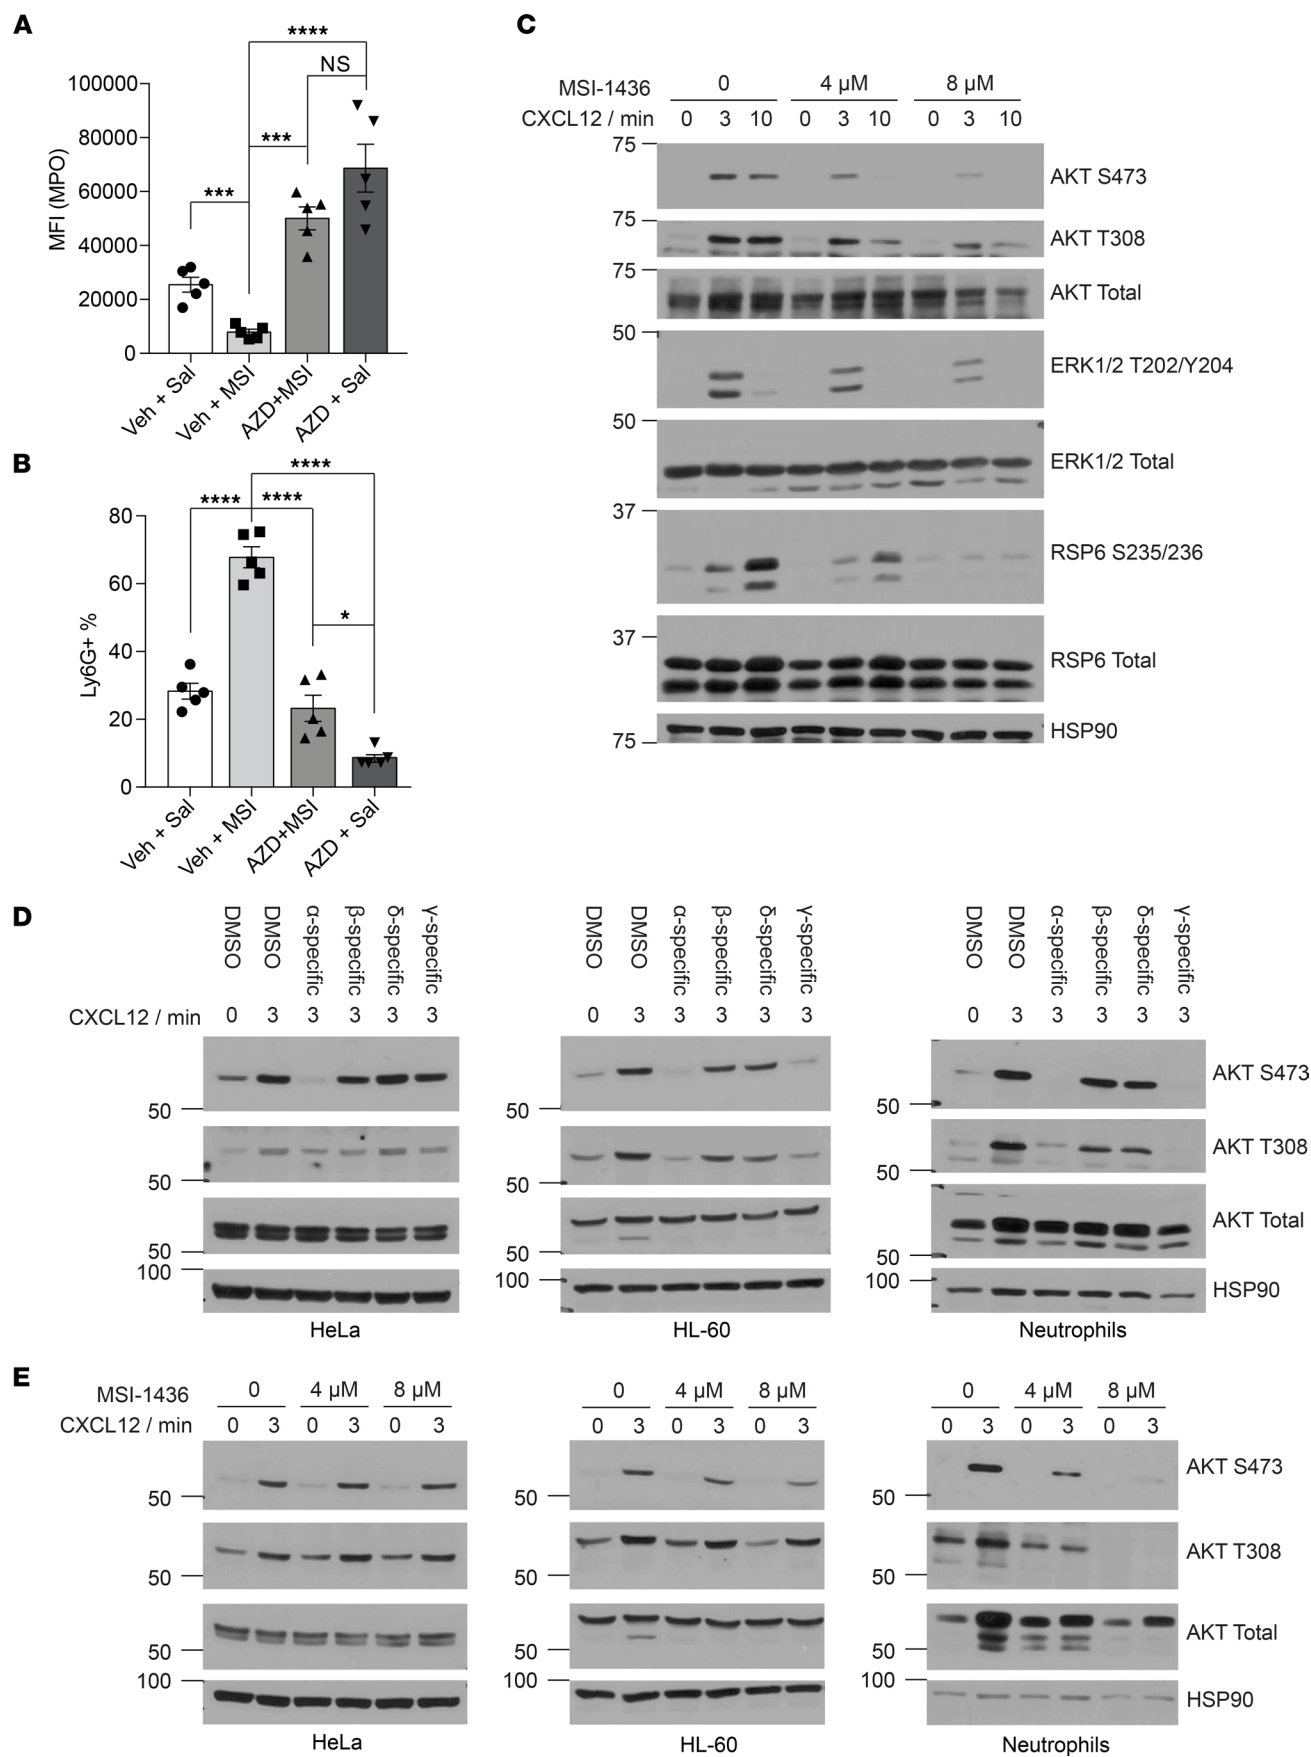 A
****
NS
***
***
100000
80000
60000
40000
20000
0
MFI (MPO)
Veh + Sal
Veh + MSI
AZD+MSI
AZD + Sal
B
****
**** ****
*
80
60
40
20
0
Ly6G+ %
Veh + Sal
Veh + MSI
AZD+MSI
AZD + Sal
C
MSI-1436 0 4 µM 8 µM
CXCL12 / min 0 3 10 0 3 10 0 3 10
75
AKT S473
75
AKT T308
75
AKT Total
50
ERK1/2 T202/Y204
50
ERK1/2 Total
37
RSP6 S235/236
37
RSP6 Total
HSP90
75
D
DMSO DMSO α-specific β-specific δ-specific γ-specific
DMSO DMSO α-specific β-specific δ-specific γ-specific
DMSO DMSO α-specific β-specific δ-specific γ-specific
CXCL12 / min 0 3 3 3 3 3 0 3 3 3 3 3 0 3 3 3 3 3
AKT S473
50 50 50
AKT T308
50 50 50
AKT Total
50 50 50
100 100 100
HSP90
HeLa HL-60 Neutrophils
E
MSI-1436 0 4 µM 8 µM 0 4 µM 8 µM 0 4 µM 8 µM
CXCL12 / min 0 3 0 3 0 3 0 3 0 3 0 3 0 3 0 3 0 3
AKT S473
50 50 50
AKT T308
50 50 50
AKT Total
50 50 50
100 100 100
HSP90
HeLa HL-60 Neutrophils